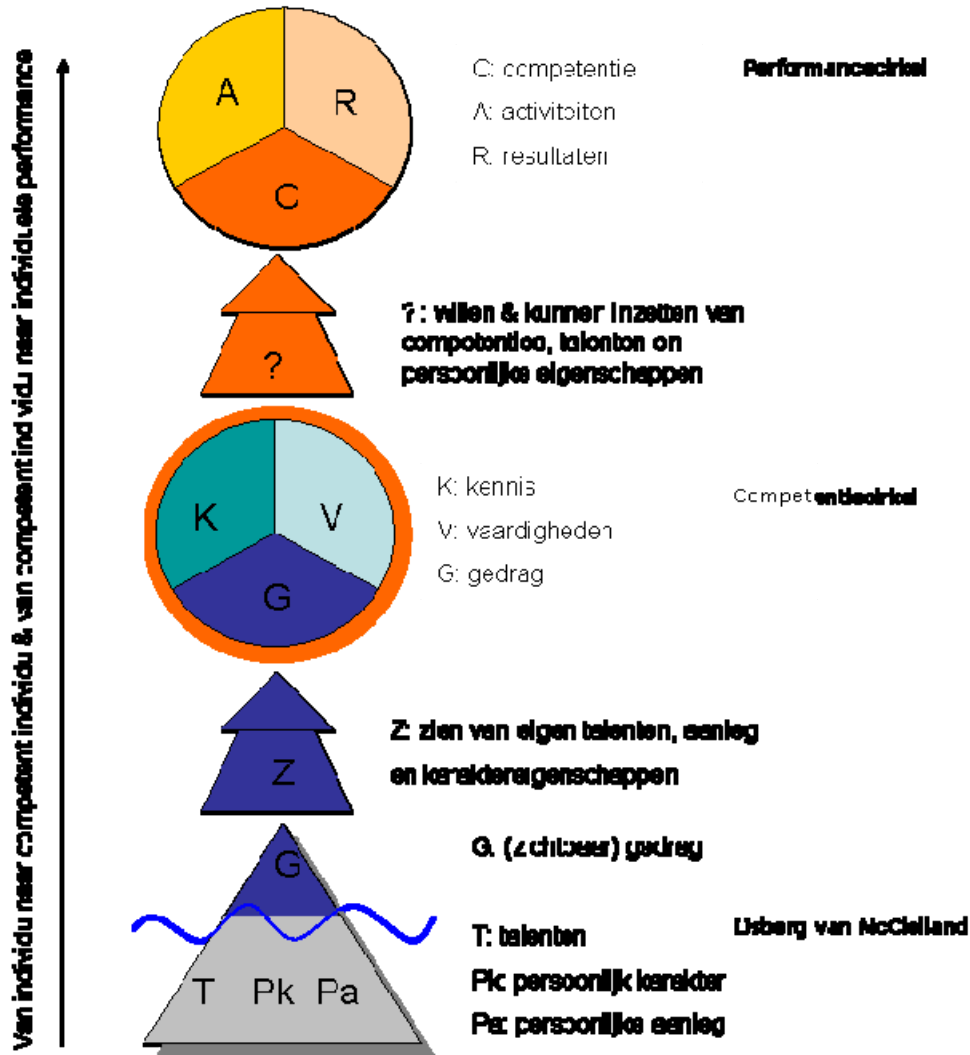 Van individu naar competent individu & van competent individu naar individuele performance
A
R
C
C: competentie
A: activiteiten
R: resultaten
Performancecirkel
?
?: willen & kunnen inzetten van
competenties, talenten en
persoonlijke eigenschappen
K
V
G
K: kennis
V: vaardigheden
G: gedrag
Competentiecirkel
Z
Z: zien van eigen talenten, aanleg
en karaktereigenschappen
G
G: (zichtbaar) gedrag
T Pk Pa
T: talenten
Pk: persoonlijk karakter
Pa: persoonlijke aanleg
IJsberg van McClelland